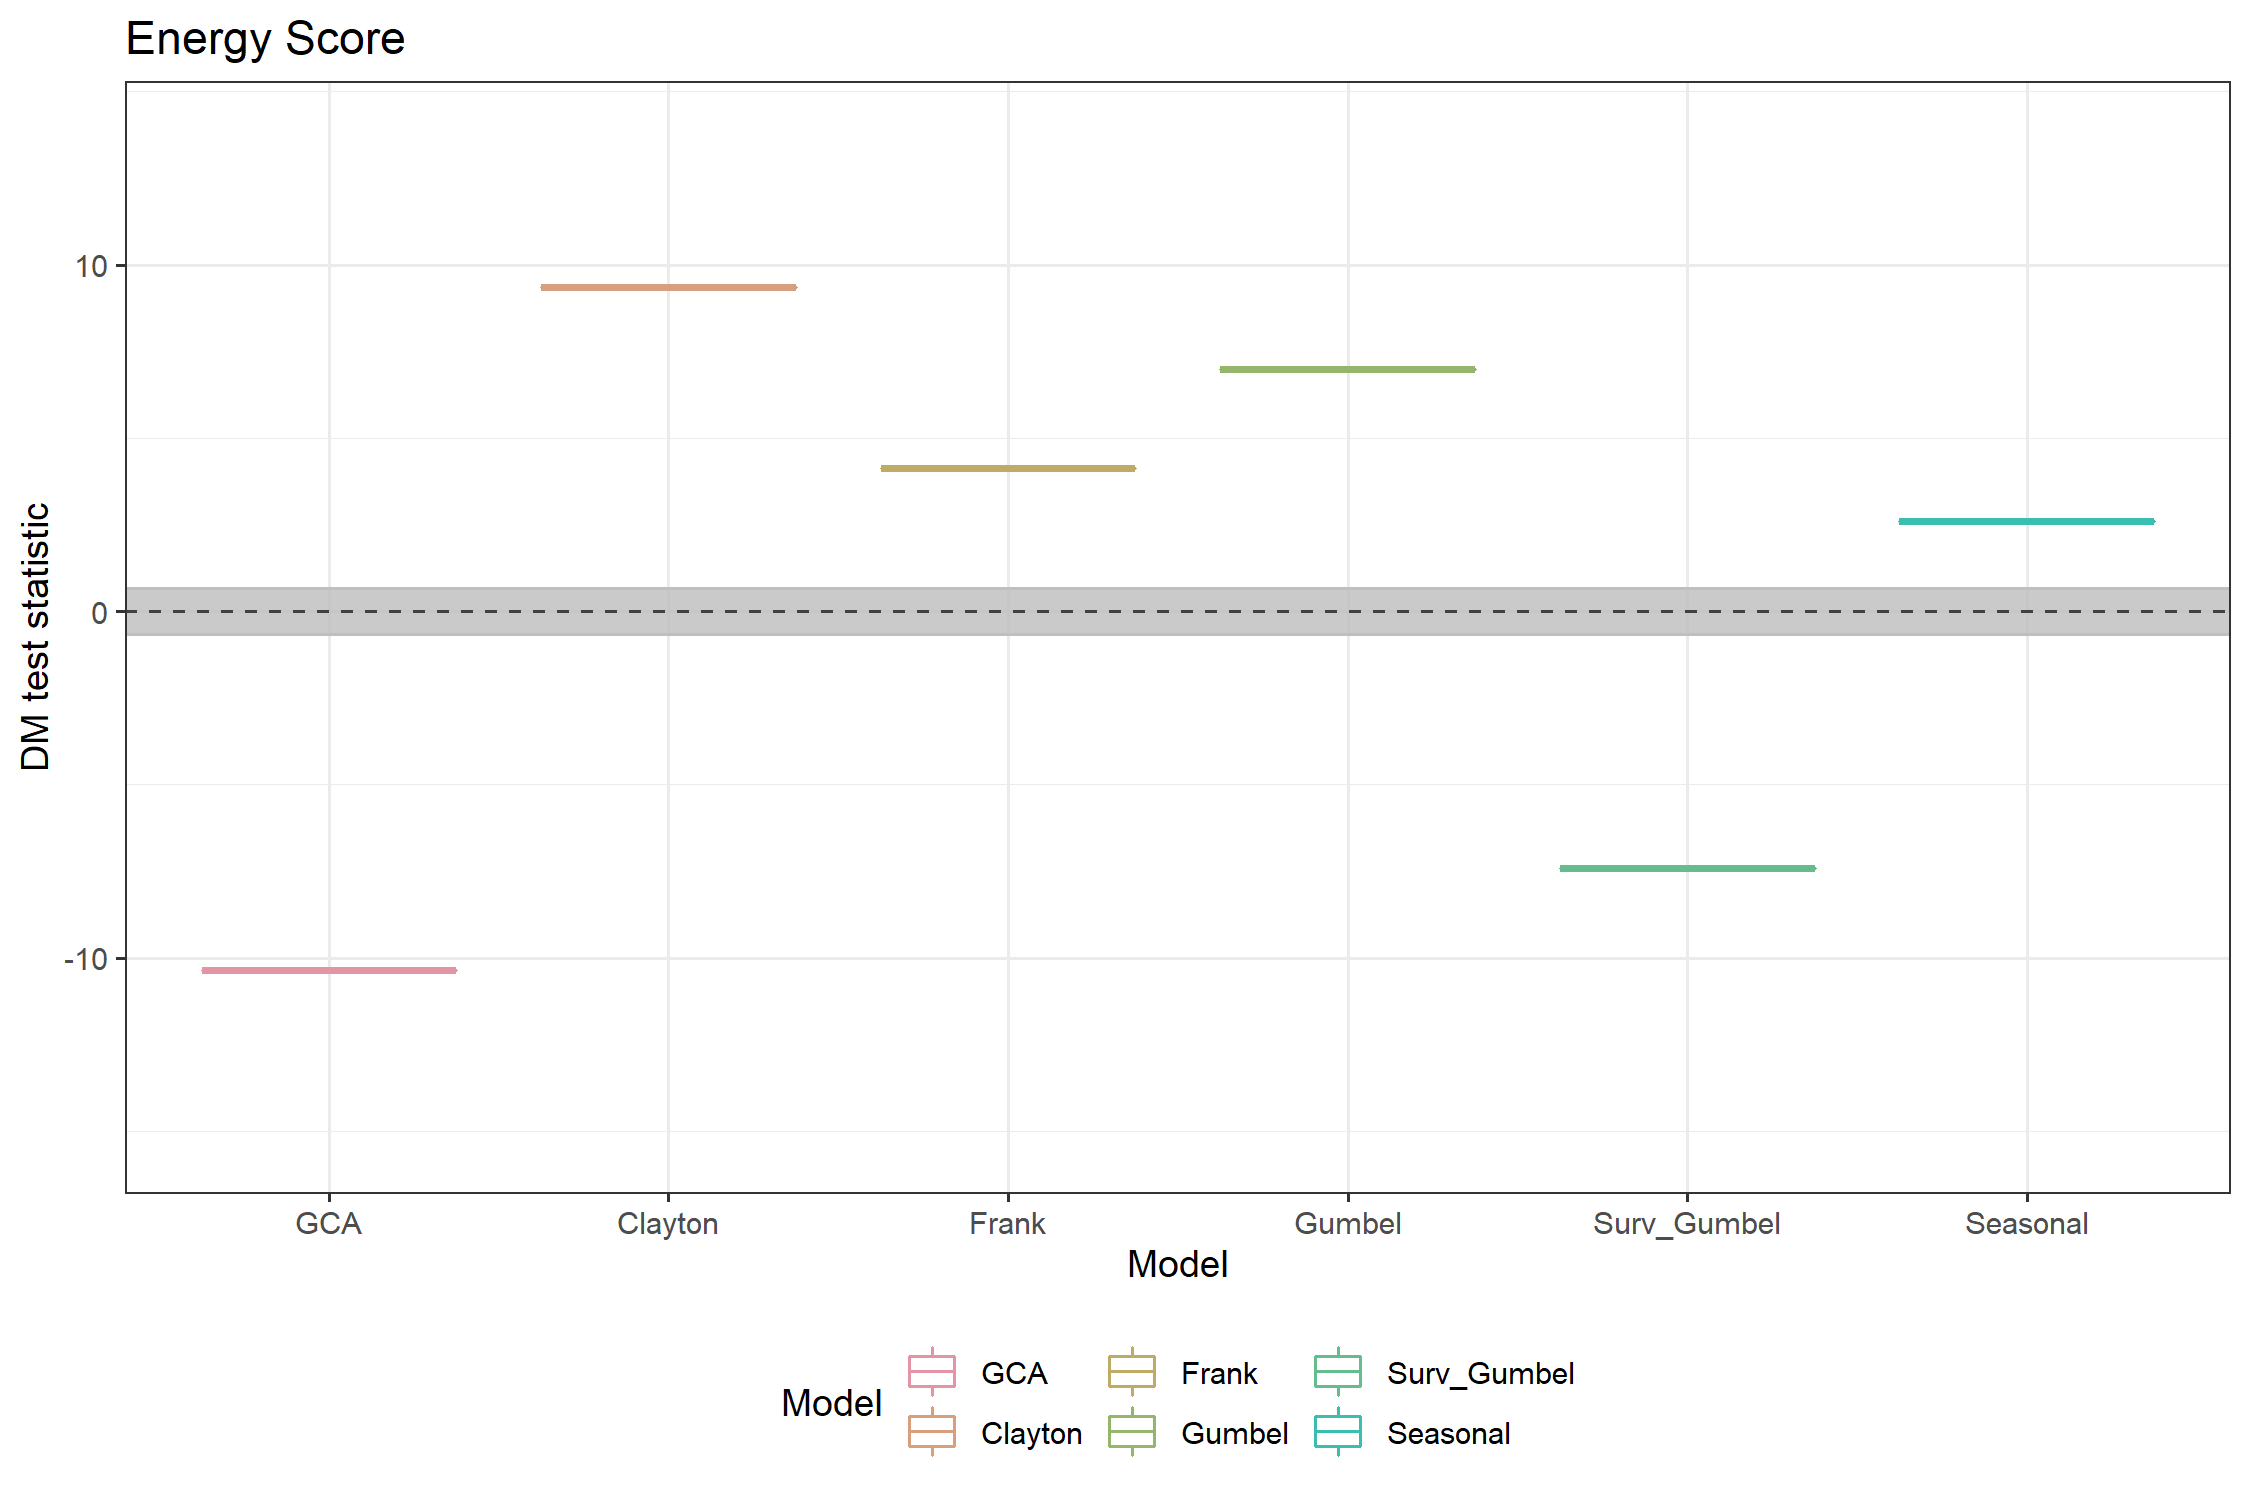 Energy Score
DM test statistic
10
0
-10
GCA Clayton Frank Gumbel Surv_Gumbel Seasonal
Model
Model
GCA Frank Surv_Gumbel
Clayton Gumbel Seasonal